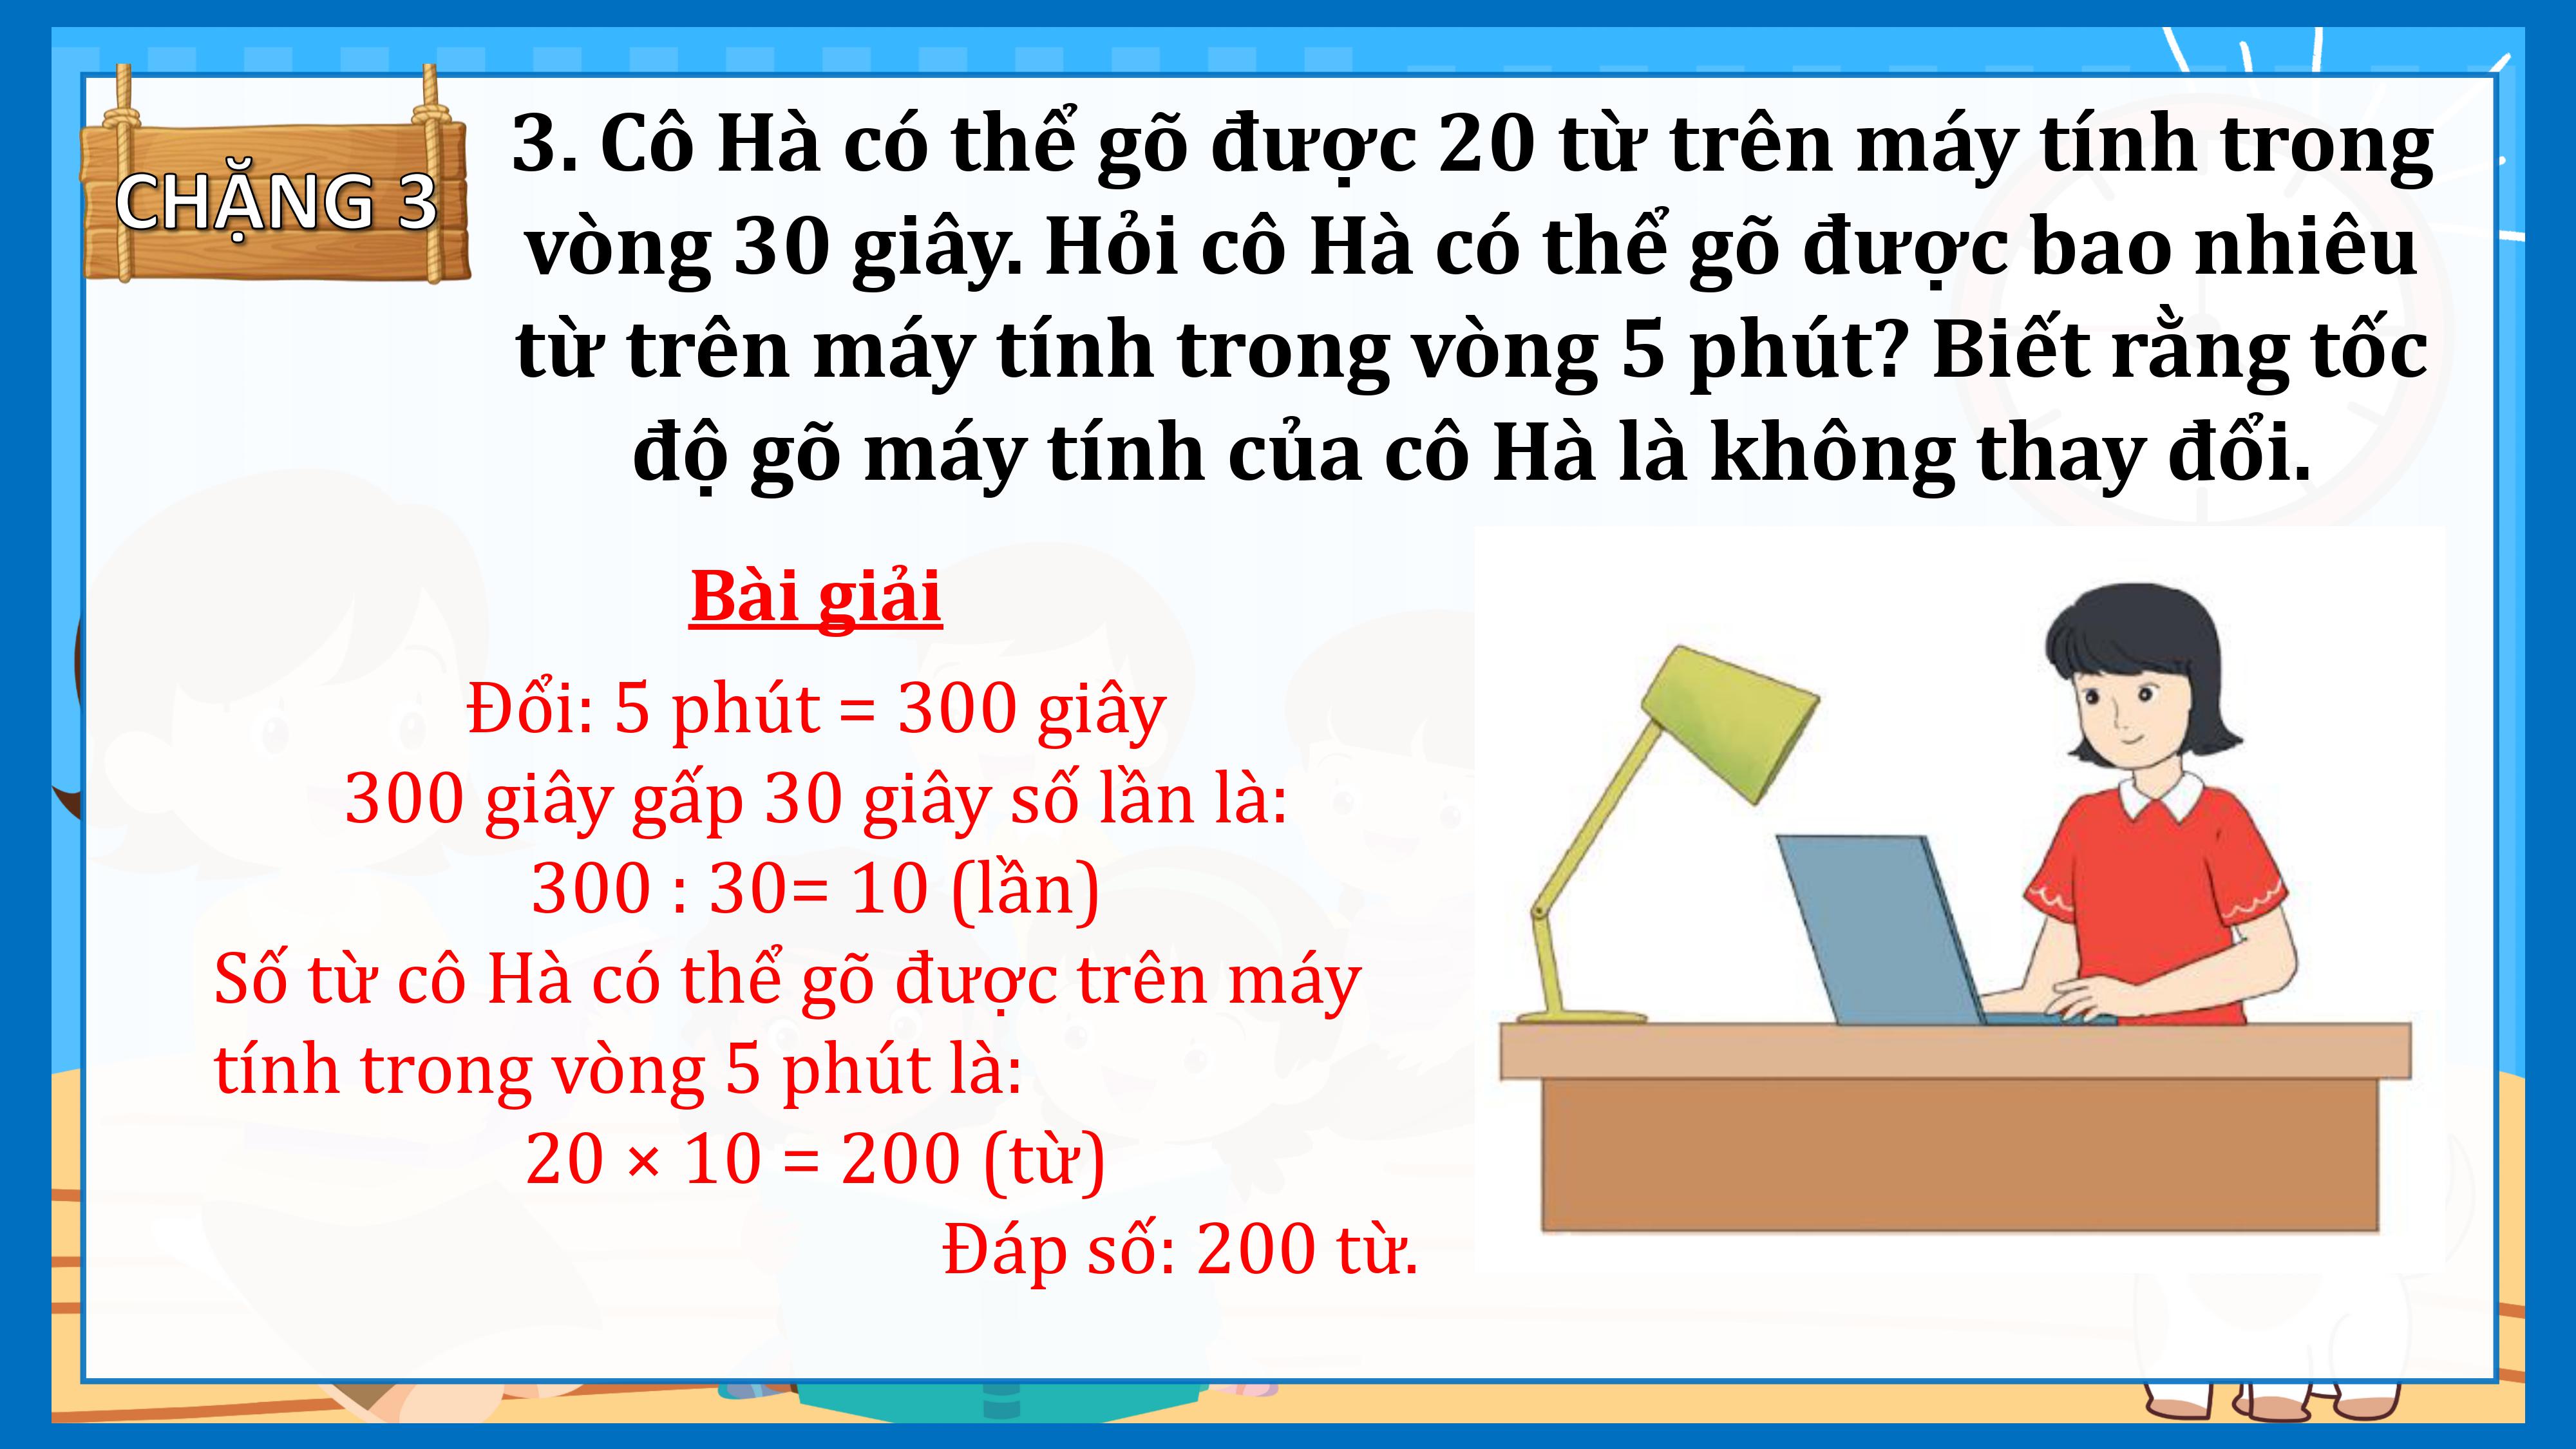 CHẶNG 3
3. Cô Hà có thể gõ được 20 từ trên máy tính trong
vòng 30 giây. Hỏi cô Hà có thể gõ được bao nhiêu
từ trên máy tính trong vòng 5 phút? Biết rằng tốc
độ gõ máy tính của cô Hà là không thay đổi.
Bài giải
Đổi: 5 phút = 300 giây
300 giây gấp 30 giây số lần là:
300 : 30= 10 (lần)
Số từ cô Hà có thể gõ được trên máy
tính trong vòng 5 phút là:
20 × 10 = 200 (từ)
Đáp số: 200 từ.